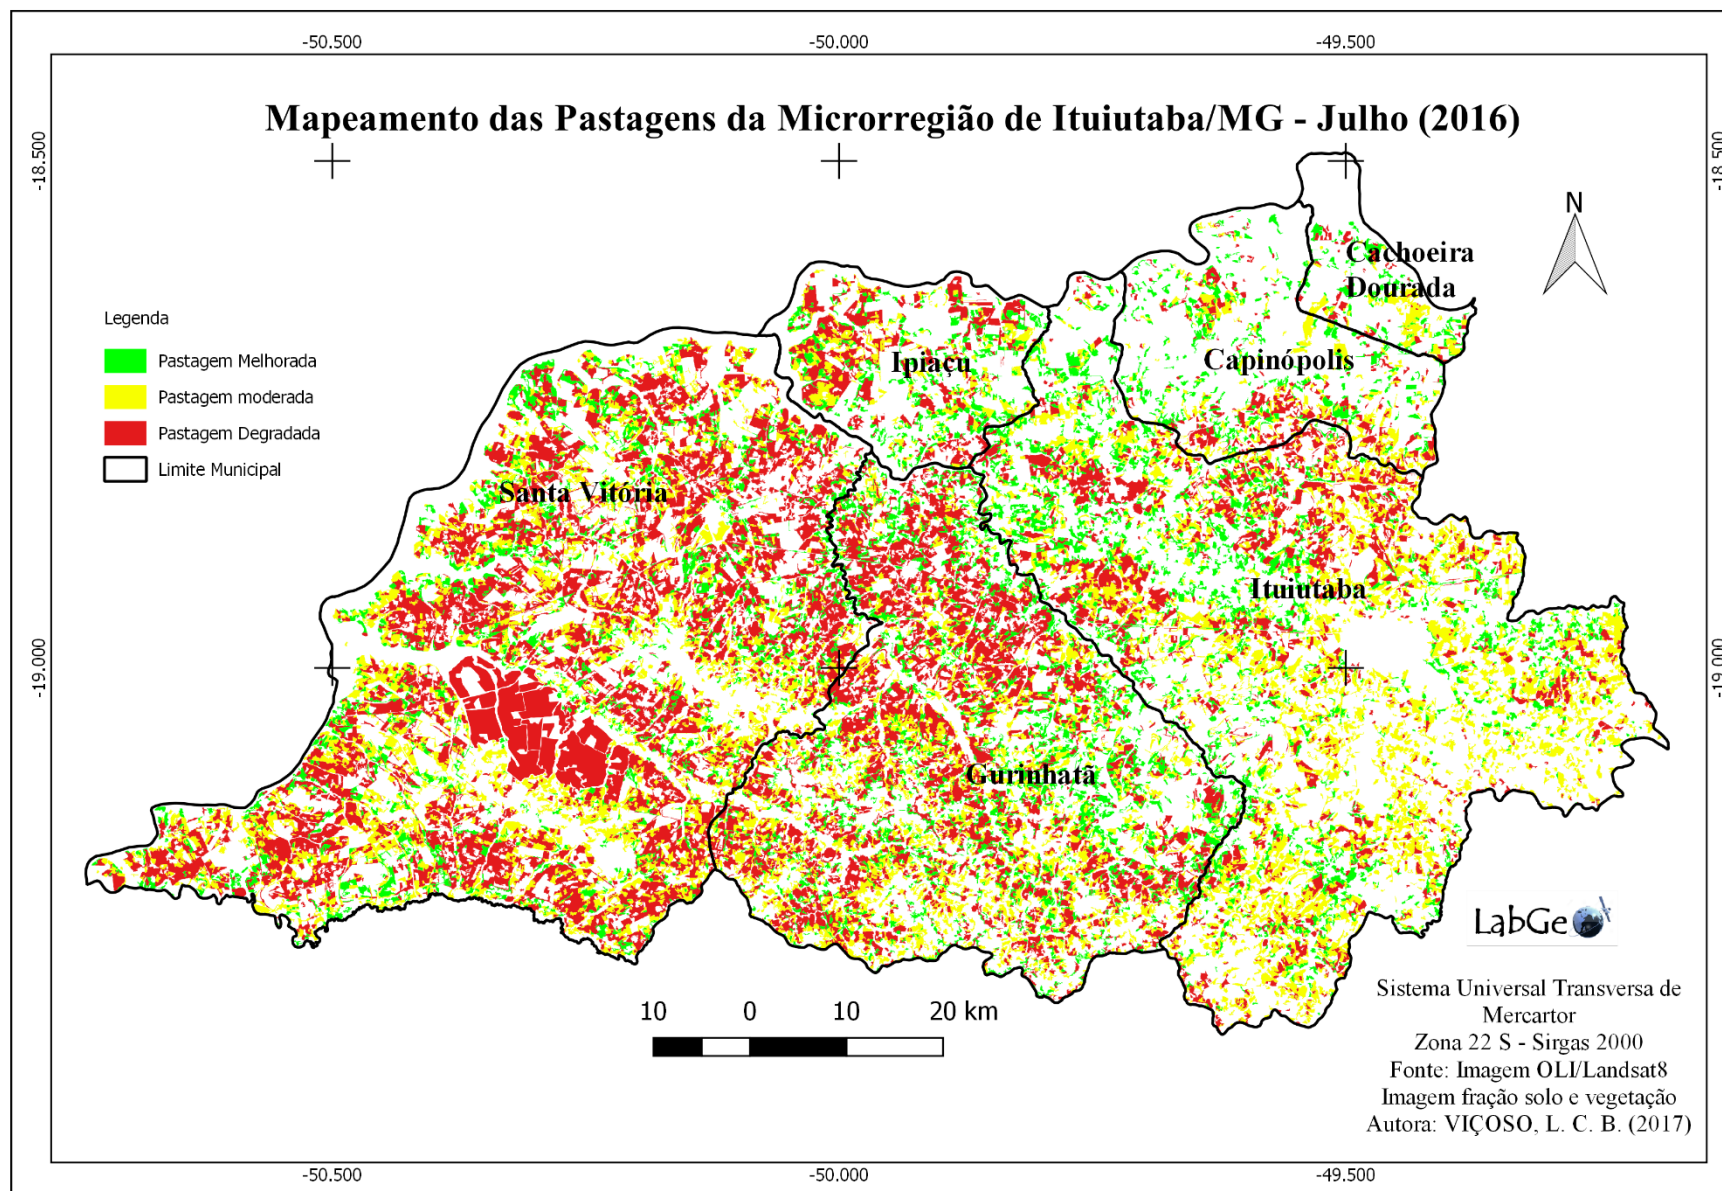 -50.500
-50.000
-49.500
Mapeamento das Pastagens da Microrregião de Ituiutaba/MG - Julho (2016)
-18.500
-18.500
N
Cachoeira
Dourada
Legenda
Pastagem Melhorada
Pastagem moderada
Pastagem Degradada
Limite Municipal
Ipiaçu
Capinópolis
Santa Vitória
Ituiutaba
-19.000
-19.000
Gurinhatã
LabGe
10 0 10 20 km
Sistema Universal Transversa de
Mercartor
Zona 22 S - Sirgas 2000
Fonte: Imagem OLI/Landsat8
Imagem fração solo e vegetação
Autora: VIÇOSO, L. C. B. (2017)
-50.500
-50.000
-49.500